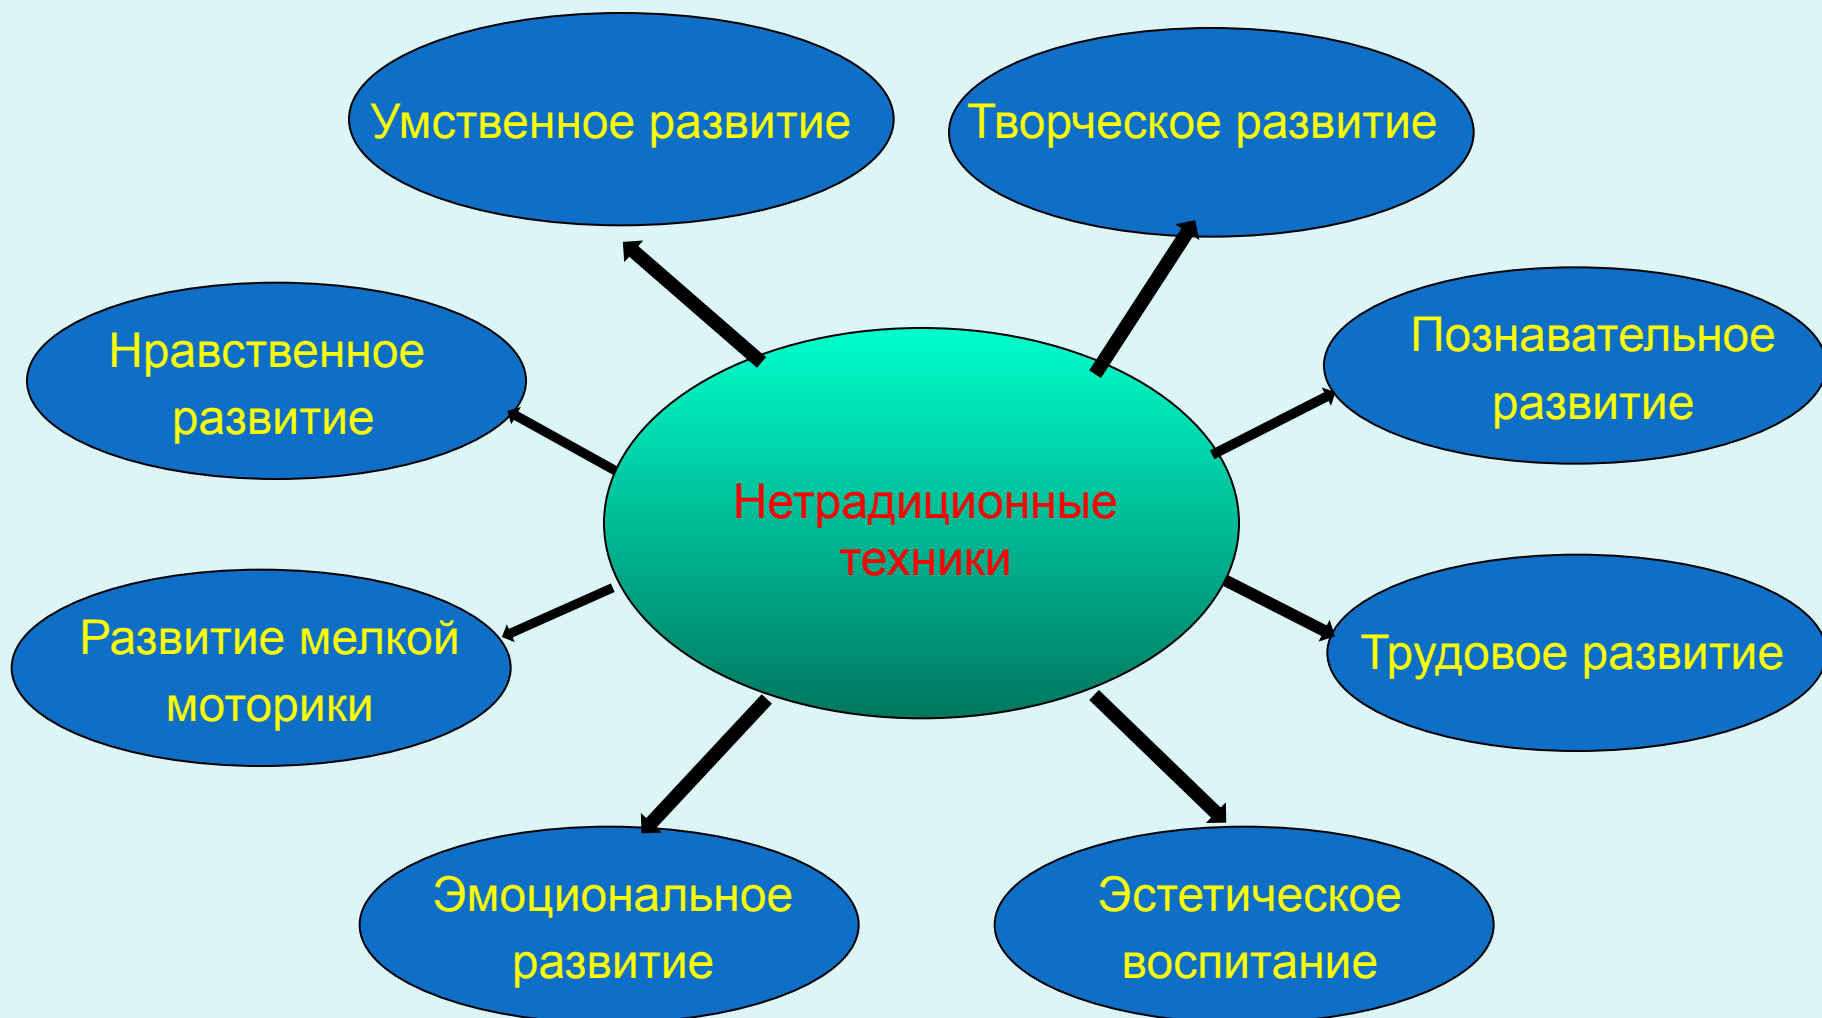 Умственное развитие
Творческое развитие
Нравственное
развитие
Познавательное
развитие
Нетрадиционные
техники
Развитие мелкой
моторики
Трудовое развитие
Эмоциональное
развитие
Эстетическое
воспитание